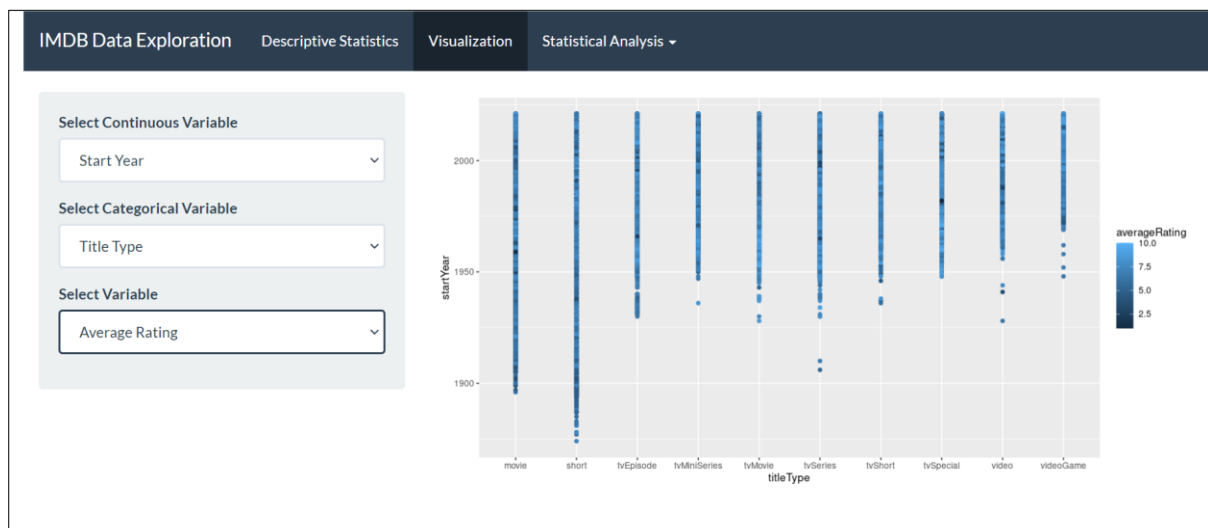 IMDB Data Exploration Descriptive Statistics Visualization Statistical Analysis
Select Continuous Variable
Start Year
Select Categorical Variable
Title Type
Select Variable
Average Rating
startYear
2000
1950
1900
movie short tvEpisode tvMiniSeries tvMovie tvSeries tvShort tvSpecial video videoGame
titleType
averageRating
10.0
7.5
5.0
2.5